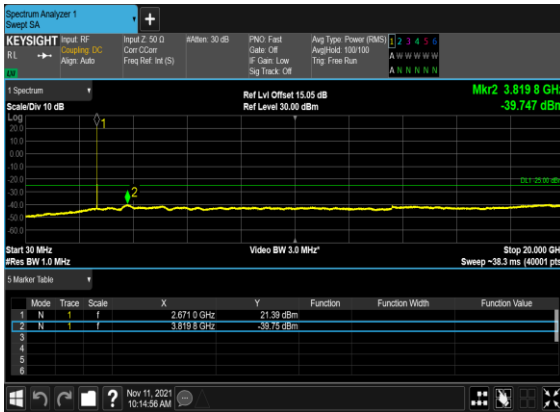 Spectrum Analyzer 1
Swept SA
KEYSIGHT
RL
Input: RF
Coupling: DC
Align: Auto
Input Z: 50 Ω
Corr CCorr
Freq Ref: Int (S)
#Atten: 30 dB
PNO: Fast
Gate: Off
IF Gain: Low
Sig Track: Off
Avg Type: Power (RMS)
Avg|Hold: 100/100
Trig: Free Run
1 2 3 4 5 6
A W W W W W
A N N N N N
1 Spectrum
Scale/Div 10 dB
Ref Lvl Offset 15.05 dB
Ref Level 30.00 dBm
Mkr2 3.819 8 GHz
-39.747 dBm
Log
20.0
10.0
0.00
-10.0
-20.0
-30.0
-40.0
-50.0
-60.0
1
2
DL1 -25.00 dBm
Start 30 MHz
#Res BW 1.0 MHz
Video BW 3.0 MHz*
Stop 20.000 GHz
Sweep ~38.3 ms (40001 pts)
5 Marker Table
Mode Trace Scale X Y Function Function Width Function Value
1 N 1 f 2.671 0 GHz 21.39 dBm
2 N 1 f 3.819 8 GHz -39.75 dBm
3
4
5
6
?
Nov 11, 2021
10:14:56 AM